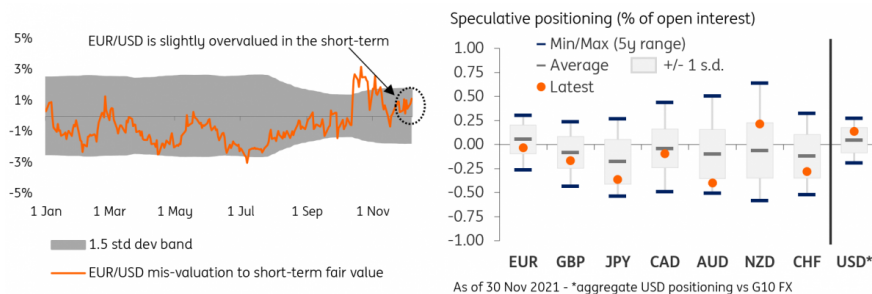 5%
3%
1%
-1%
-3%
-5%
EUR/USD is slightly overvalued in the short-term
1 Jan 1 Mar 1 May 1 Jul 1 Sep 1 Nov
1.5 std dev band
EUR/USD mis-valuation to short-term fair value
Speculative positioning (% of open interest)
1.00
0.75
0.50
0.25
0.00
-0.25
-0.50
-0.75
-1.00
Min/Max (5y range)
Average +/- 1 s.d.
Latest
EUR GBP JPY CAD AUD NZD CHF USD*
As of 30 Nov 2021 - *aggregate USD positioning vs G10 FX